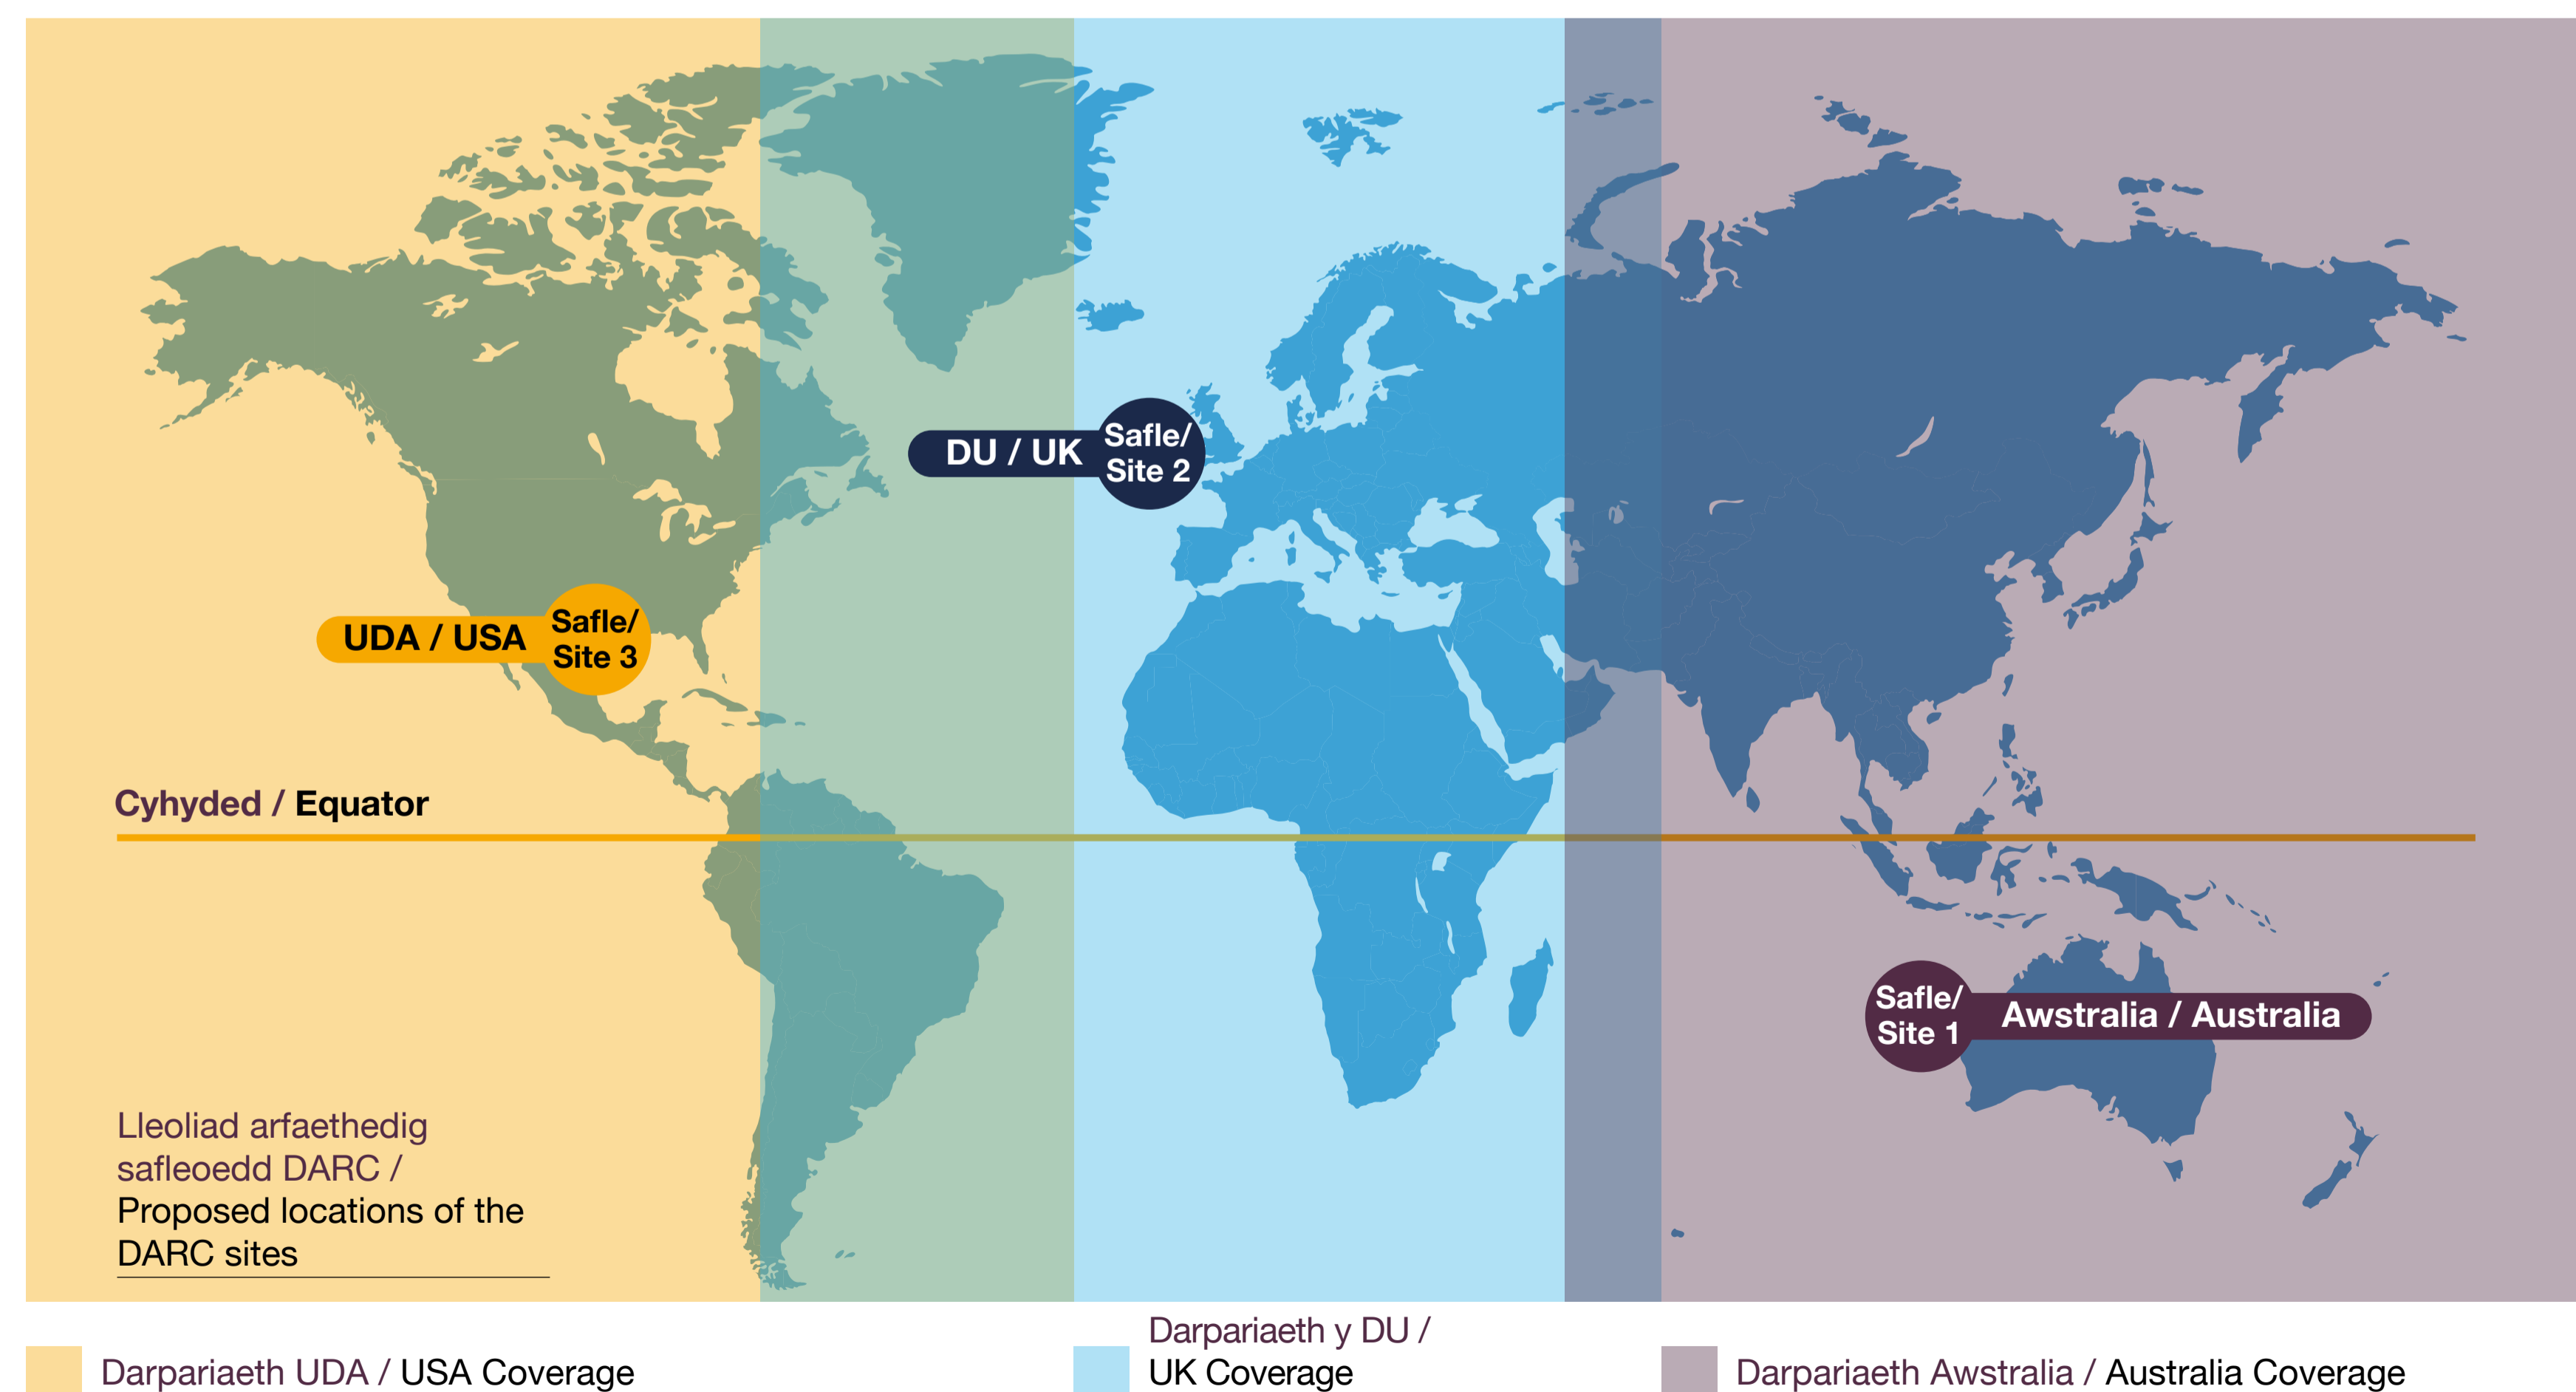 DU / UK
Safle/
Site 2
UDA / USA
Safle/
Site 3
Cyhyded / Equator
Safle/
Site 1
Awstralia / Australia
Lleoliad arfaethedig
safleoedd DARC /
Proposed locations of the
DARC sites
Darpariaeth UDA / USA Coverage
Darpariaeth y DU /
UK Coverage
Darpariaeth Awstralia / Australia Coverage